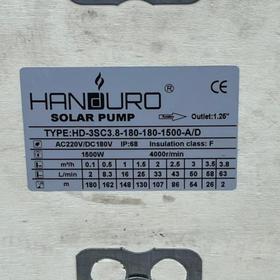 HANDURO
SOLAR PUMP
CE
Rotate Outlet:1.25"
TYPE:HD-3SC3.8-180-180-1500-A/D
AC220V/DC180V IP:68 Insulation class: F
1500W 4000r/min
m³/h 0.1 0.5 1 1.5 2 2.5 3 3.5 3.8
L/min 2 8.3 16 25 33 43 50 58 63
m 180 162 148 130 107 86 54 26 2